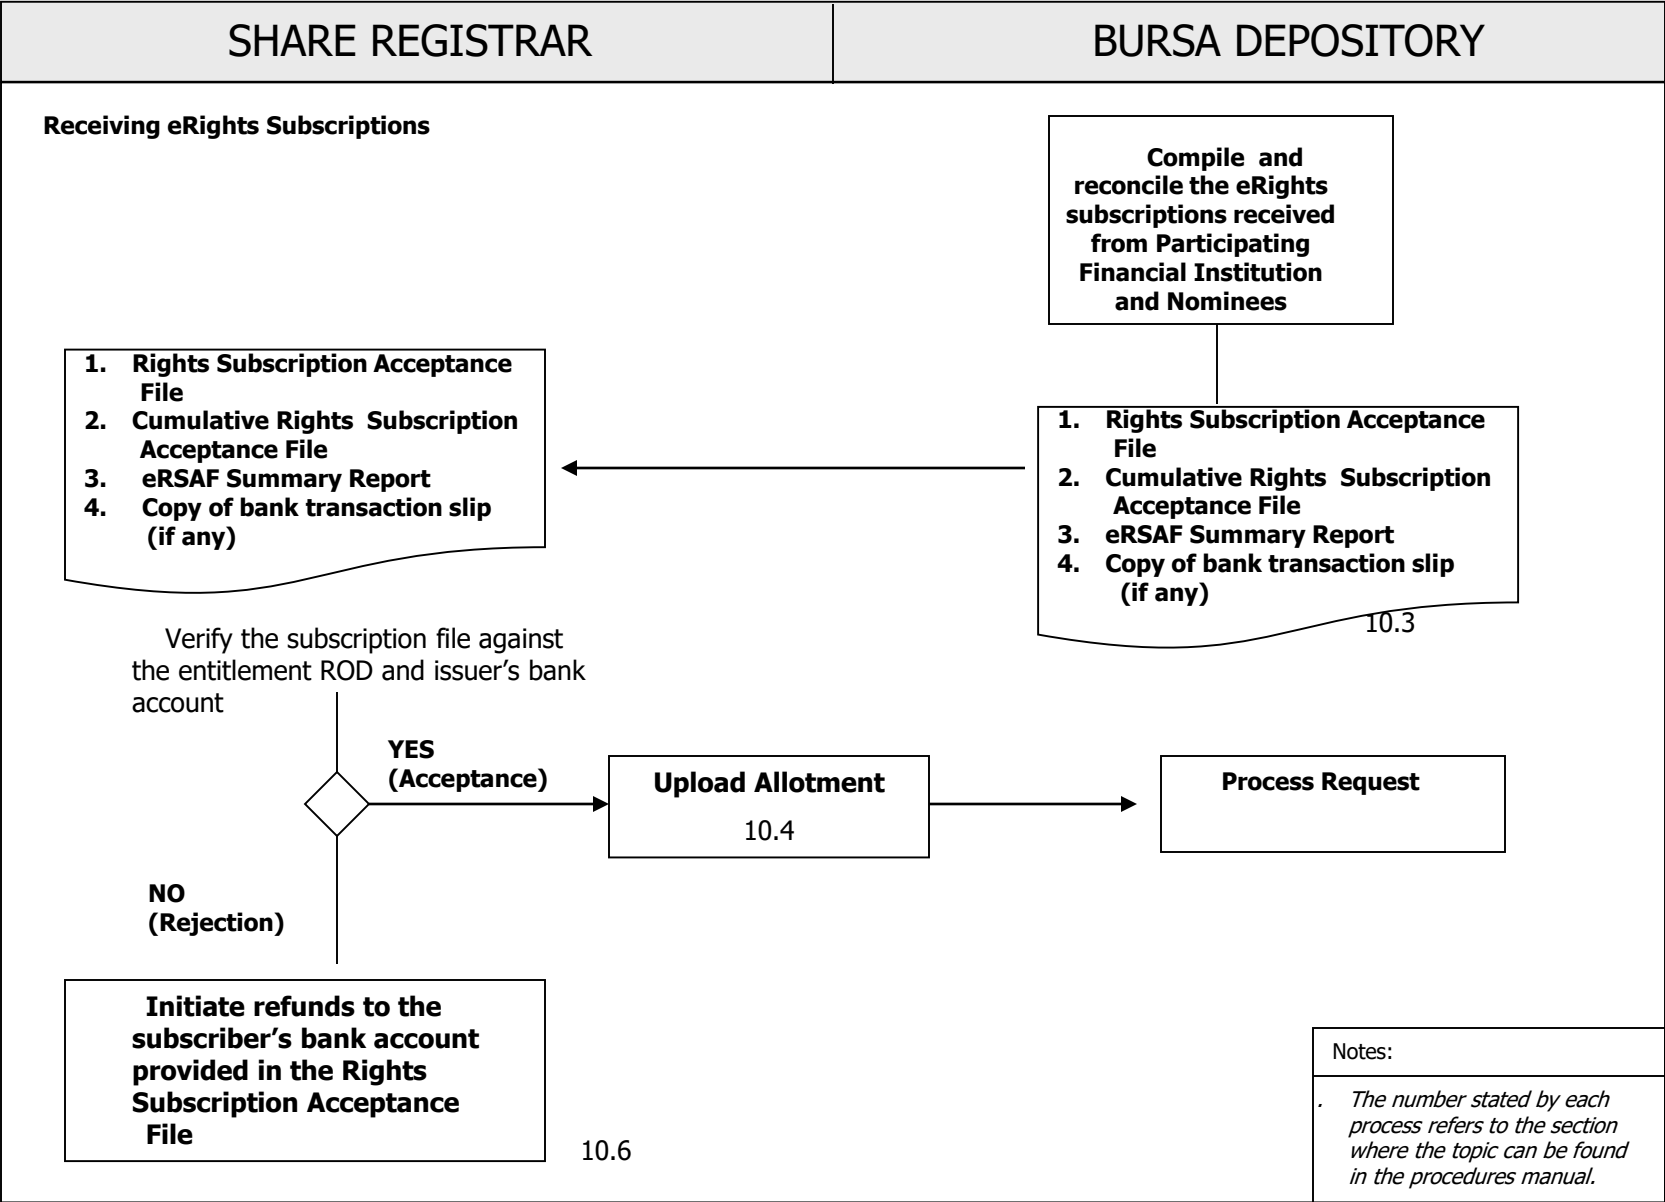 SHARE REGISTRAR
BURSA DEPOSITORY
Receiving eRights Subscriptions
Compile and
reconcile the eRights
subscriptions received
from Participating
Financial Institution
and Nominees
1. Rights Subscription Acceptance
File
2. Cumulative Rights Subscription
Acceptance File
3. eRSAF Summary Report
4. Copy of bank transaction slip
(if any)
1. Rights Subscription Acceptance
File
2. Cumulative Rights Subscription
Acceptance File
3. eRSAF Summary Report
4. Copy of bank transaction slip
(if any)
10.3
Verify the subscription file against
the entitlement ROD and issuer’s bank
account
YES
(Acceptance)
Upload Allotment
10.4
Process Request
NO
(Rejection)
Initiate refunds to the
subscriber’s bank account
provided in the Rights
Subscription Acceptance
File
10.6
Notes:
. The number stated by each
process refers to the section
where the topic can be found
in the procedures manual.